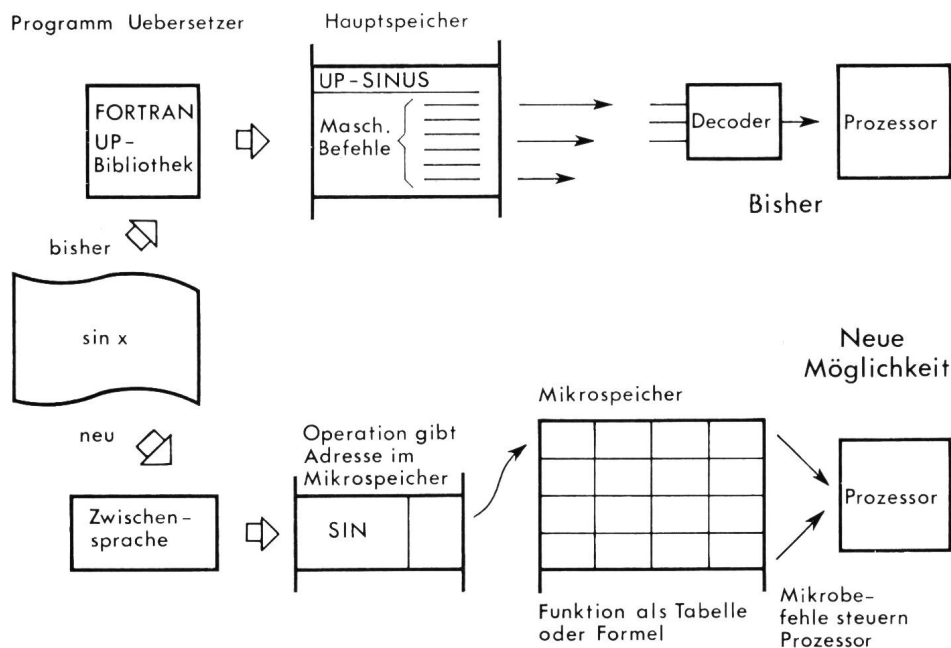 Programm Uebersetzer
Hauptspeicher
FORTRAN
UP-
Bibliothek
UP-SINUS
Masch.
Befehle
Decoder
Prozessor
Bisher
bisher
sin x
neu
Neue
Möglichkeit
Zwischen-
sprache
Operation gibt
Adresse im
Mikrospeicher
SIN
Mikrospeicher
Funktion als Tabelle
oder Formel
Prozessor
Mikrobe-
fehle steuern
Prozessor